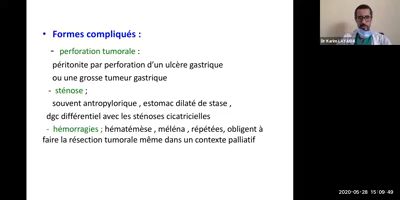 • Formes compliqués :
- perforation tumorale :
péritonite par perforation d'un ulcère gastrique
ou une grosse tumeur gastrique
- sténose ;
souvent antropylorique , estomac dilaté de stase ,
dgc différentiel avec les sténoses cicatricielles
- hémorragies ; hématémèse , méléna , répétées, obligent à
faire la résection tumorale même dans un contexte palliatif
Dr Karim
2020-05-28 15:09:49